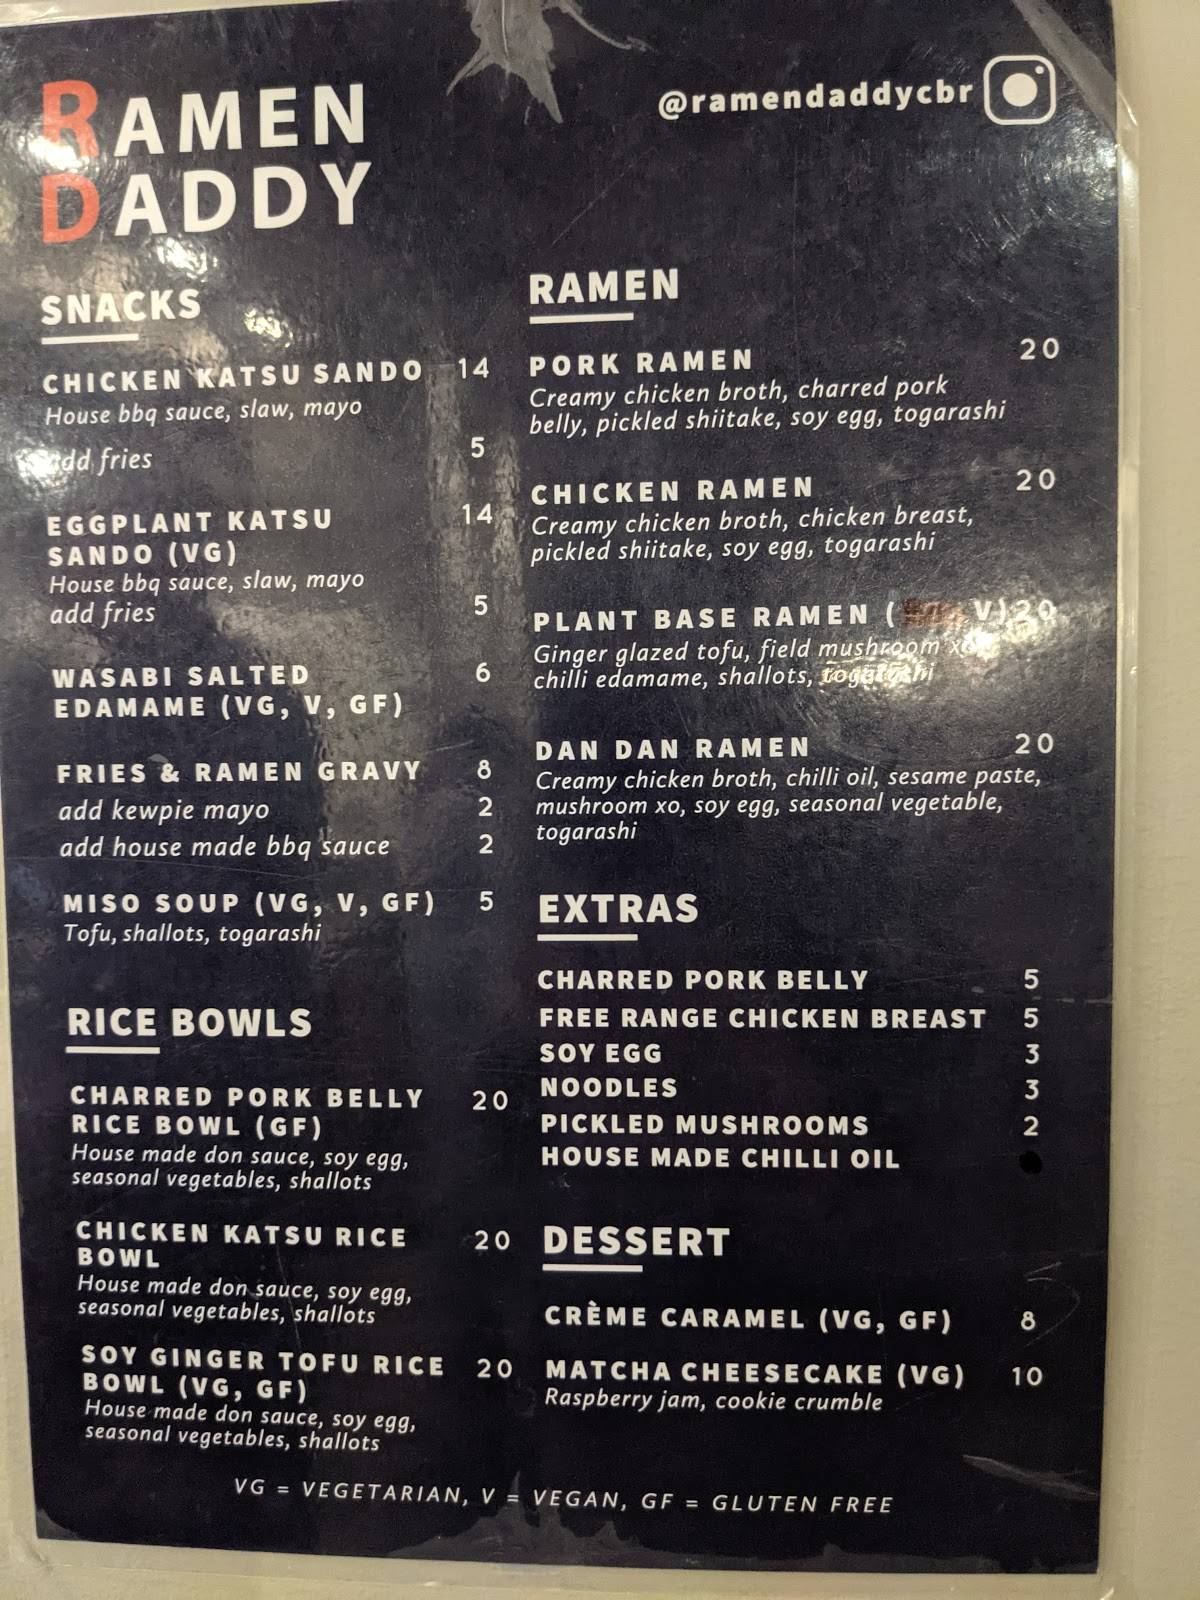 RAMEN
DADDY
@ramendaddycbr
SNACKS
CHICKEN KATSU SANDO 14
House bbq sauce, slaw, mayo
add fries 5
EGGPLANT KATSU 14
SANDO (VG)
House bbq sauce, slaw, mayo
add fries 5
WASABI SALTED 6
EDAMAME (VG, V, GF)
FRIES & RAMEN GRAVY 8
add kewpie mayo 2
add house made bbq sauce 2
MISO SOUP (VG, V, GF) 5
Tofu, shallots, togarashi
RICE BOWLS
CHARRED PORK BELLY 20
RICE BOWL (GF)
House made don sauce, soy egg,
seasonal vegetables, shallots
CHICKEN KATSU RICE 20
BOWL
House made don sauce, soy egg,
seasonal vegetables, shallots
SOY GINGER TOFU RICE 20
BOWL (VG, GF)
House made don sauce, soy egg,
seasonal vegetables, shallots
RAMEN
PORK RAMEN 20
Creamy chicken broth, charred pork
belly, pickled shiitake, soy egg, togarashi
CHICKEN RAMEN 20
Creamy chicken broth, chicken breast,
pickled shiitake, soy egg, togarashi
PLANT BASE RAMEN ( V) 20
Ginger glazed tofu, field mushroom xo,
chilli edamame, shallots, togarashi
DAN DAN RAMEN 20
Creamy chicken broth, chilli oil, sesame paste,
mushroom xo, soy egg, seasonal vegetable,
togarashi
EXTRAS
CHARRED PORK BELLY 5
FREE RANGE CHICKEN BREAST 5
SOY EGG 3
NOODLES 3
PICKLED MUSHROOMS 2
HOUSE MADE CHILLI OIL
DESSERT
CRÈME CARAMEL (VG, GF) 8
MATCHA CHEESECAKE (VG) 10
Raspberry jam, cookie crumble
VG = VEGETARIAN, V = VEGAN, GF = GLUTEN FREE